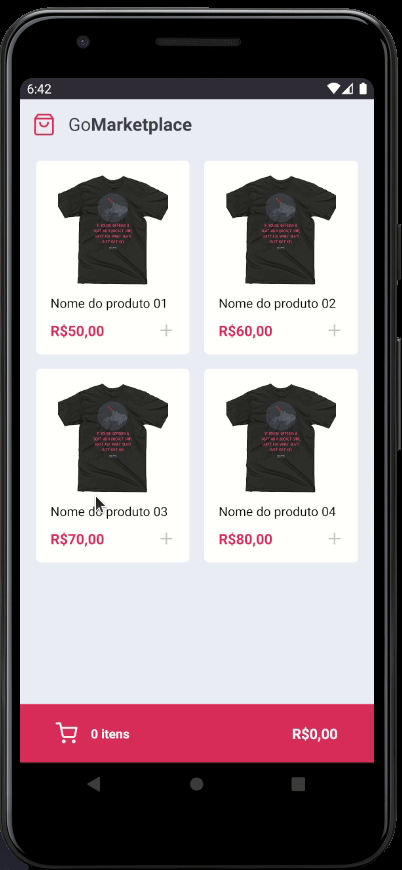 6:42
GoMarketplace
Nome do produto 01
Nome do produto 02
R$50,00 +
R$60,00 +
Nome do produto 03
Nome do produto 04
R$70,00 +
R$80,00 +
0 itens
R$0,00